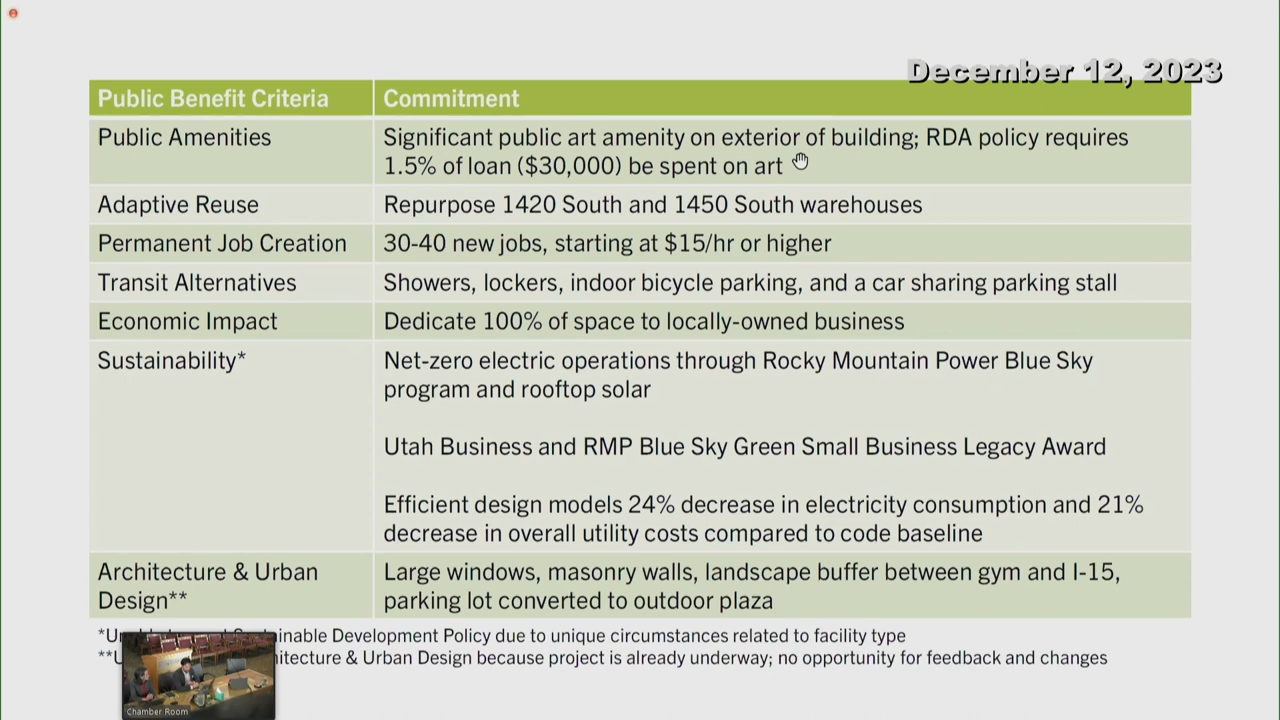 December 12, 2023
Public Benefit Criteria
Commitment
Public Amenities
Significant public art amenity on exterior of building; RDA policy requires
1.5% of loan ($30,000) be spent on art
Adaptive Reuse
Repurpose 1420 South and 1450 South warehouses
Permanent Job Creation
30-40 new jobs, starting at $15/hr or higher
Transit Alternatives
Showers, lockers, indoor bicycle parking, and a car sharing parking stall
Economic Impact
Dedicate 100% of space to locally-owned business
Sustainability*
Net-zero electric operations through Rocky Mountain Power Blue Sky
program and rooftop solar
Utah Business and RMP Blue Sky Green Small Business Legacy Award
Efficient design models 24% decrease in electricity consumption and 21%
decrease in overall utility costs compared to code baseline
Architecture & Urban
Design**
Large windows, masonry walls, landscape buffer between gym and I-15,
parking lot converted to outdoor plaza
Development Policy due to unique circumstances related to facility type
& Urban Design because project is already underway; no opportunity for feedback and changes
Chamber Room